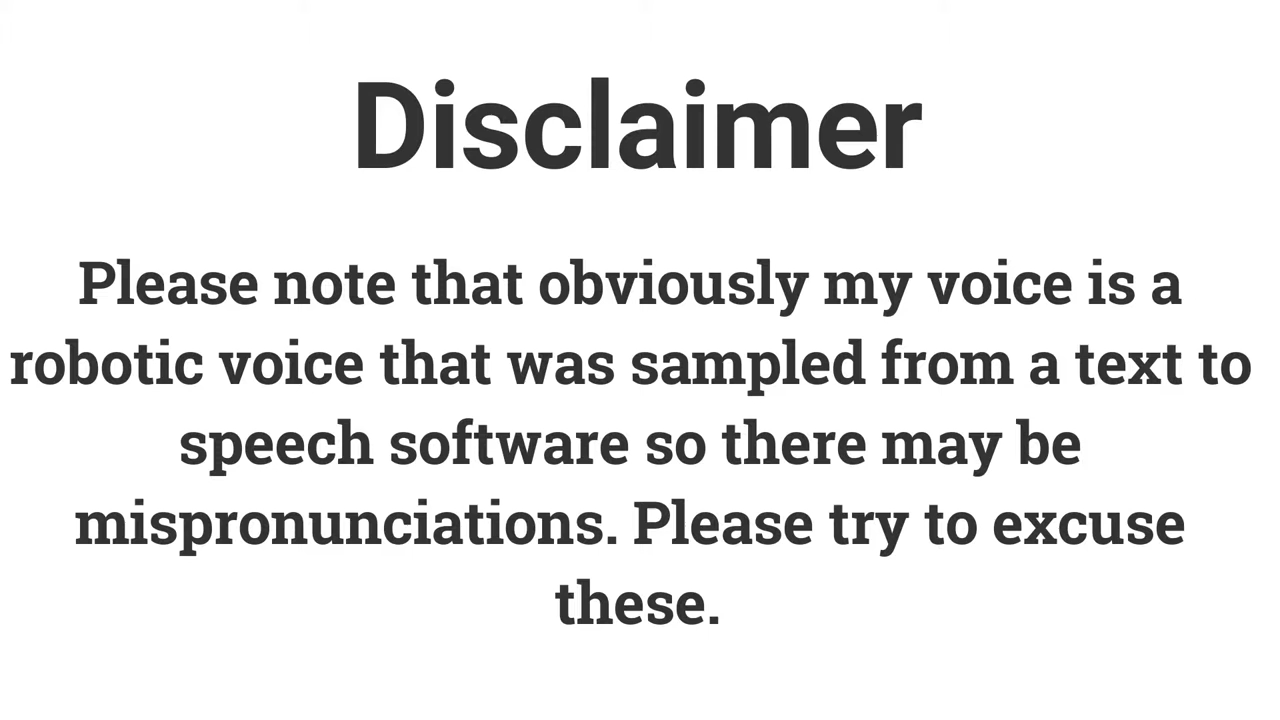 Disclaimer
Please note that obviously my voice is a
robotic voice that was sampled from a text to
speech software so there may be
mispronunciations. Please try to excuse
these.